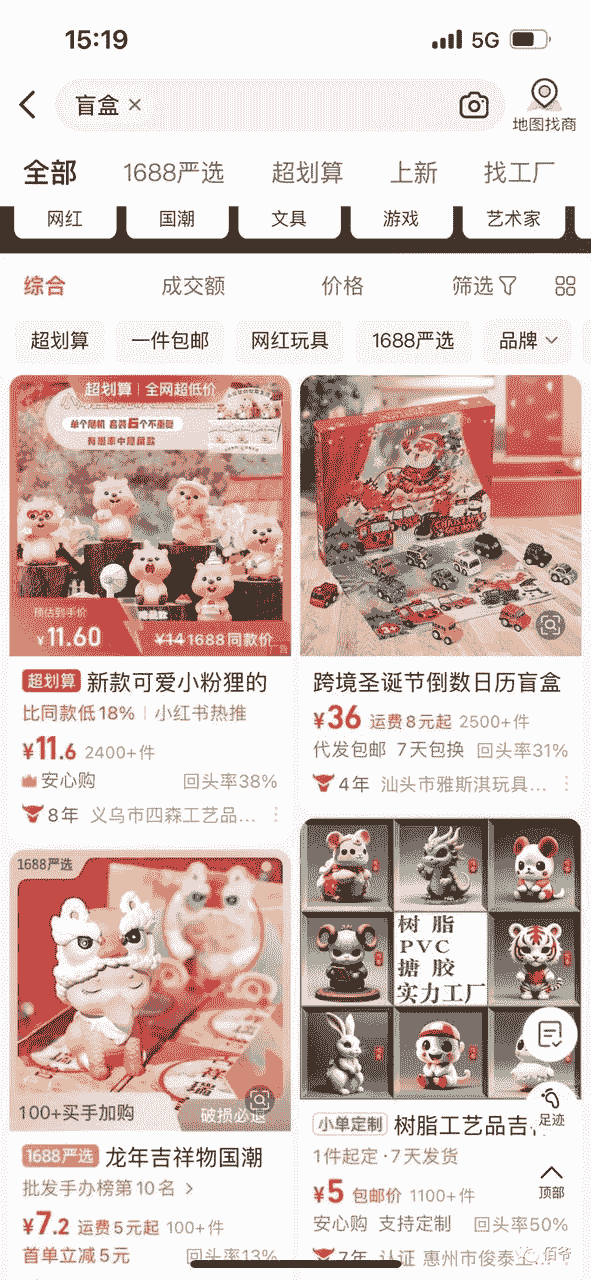 15:19
5G
盲盒 ×
地图找商
全部
1688严选
超划算
上新
找工厂
网红
国潮
文具
游戏
艺术家
综合
成交额
价格
筛选
超划算
一件包邮
网红玩具
1688严选
品牌
超划算 | 全网超低价
单个随机 套装6个不重复
有概率中隐藏款
预估到手价
¥11.60
¥14 1688同款价
广告
超划算 新款可爱小粉狸的
比同款低18% | 小红书热推
¥11.6 2400+件
安心购 回头率38%
8年 义乌市四森工艺品...
跨境圣诞节倒数日历盲盒
¥36 运费8元起 2500+件
代发包邮 7天包换 回头率31%
4年 汕头市雅斯淇玩具...
1688严选
100+买手加购
破损必
1688严选 龙年吉祥物国潮
批发手办榜第10名 >
¥7.2 运费5元起 100+件
首单立减5元 回头率13%
树脂
PVC
搪胶
实力工厂
小单定制 树脂工艺品吉
1件起定·7天发货
¥5 包邮价 1100+件
安心购 支持定制 回头率50%
7年 认证 惠州市俊泰工...
足迹
顶部